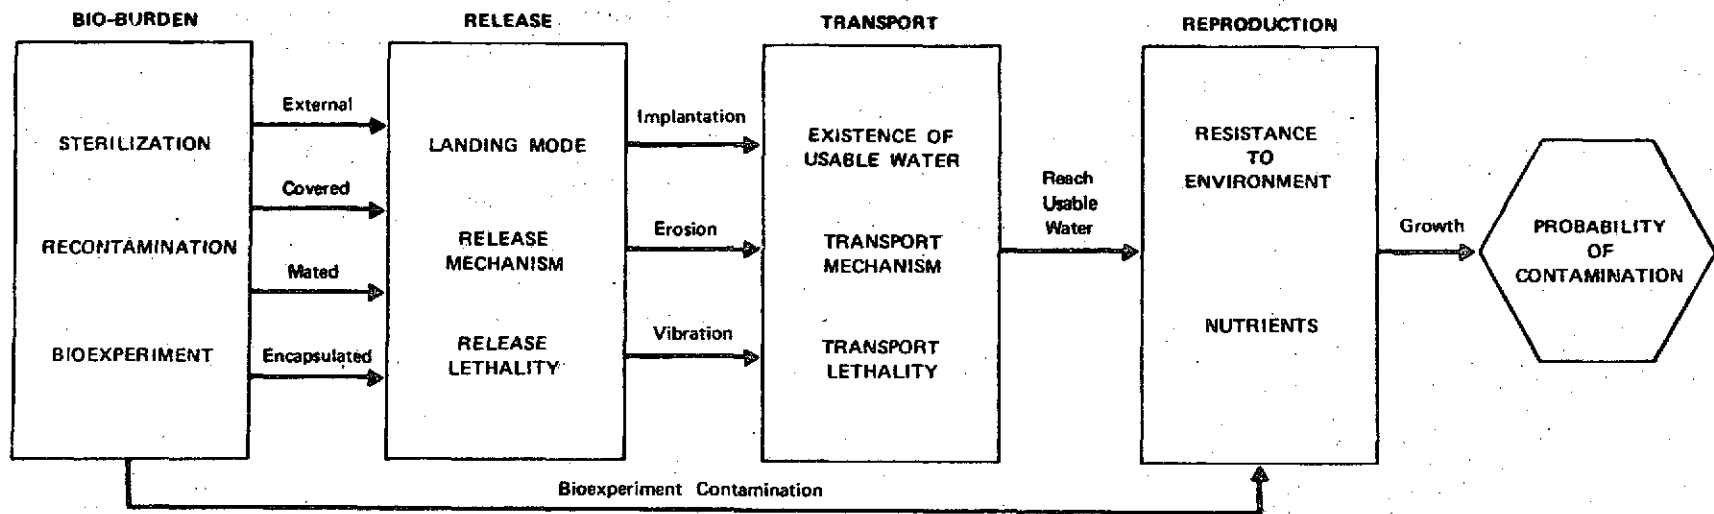 BIO-BURDEN
RELEASE
TRANSPORT
REPRODUCTION
STERILIZATION
RECONTAMINATION
BIOEXPERIMENT
External
Covered
Mated
Encapsulated
LANDING MODE
RELEASE
MECHANISM
RELEASE
LETHALITY
Implantation
Erosion
Vibration
EXISTENCE OF
USABLE WATER
TRANSPORT
MECHANISM
TRANSPORT
LETHALITY
Reach
Usable
Water
RESISTANCE
TO
ENVIRONMENT
NUTRIENTS
Growth
PROBABILITY
OF
CONTAMINATION
Bioexperiment Contamination